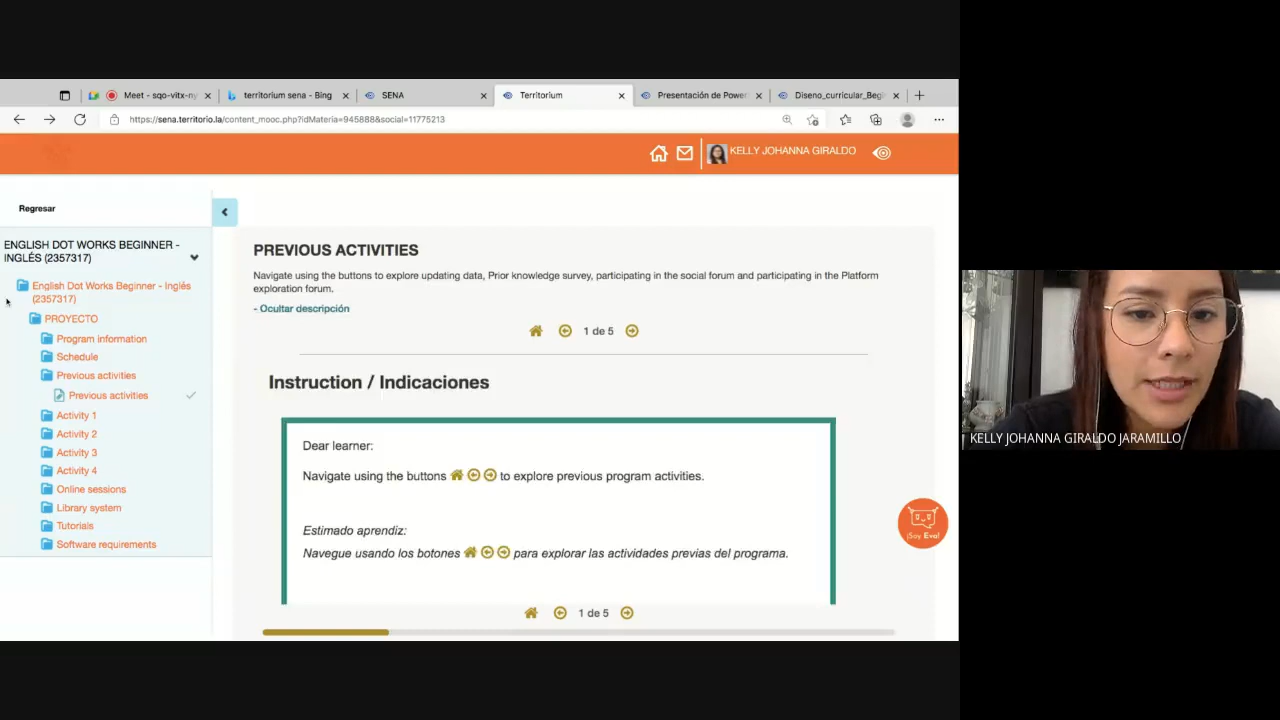 Meet - sqo-vitx-ny
territorium sena - Bing
SENA
Territorium
Presentación de Power
Diseno_curricular_Beg
https://sena.territorio.la/content_mooc.php?idMateria=945888&social=11775213
KELLY JOHANNA GIRALDO
Regresar
ENGLISH DOT WORKS BEGINNER -
INGLÉS (2357317)
English Dot Works Beginner - Inglés
(2357317)
PROYECTO
Program information
Schedule
Previous activities
Previous activities
Activity 1
Activity 2
Activity 3
Activity 4
Online sessions
Library system
Tutorials
Software requirements
PREVIOUS ACTIVITIES
Navigate using the buttons to explore updating data, Prior knowledge survey, participating in the social forum and participating in the Platform
exploration forum.
- Ocultar descripción
1 de 5
Instruction / Indicaciones
Dear learner:
Navigate using the buttons to explore previous program activities.
Estimado aprendiz:
Navegue usando los botones para explorar las actividades previas del programa.
1 de 5
¡Soy Eva!
KELLY JOHANNA GIRALDO JARAMILLO